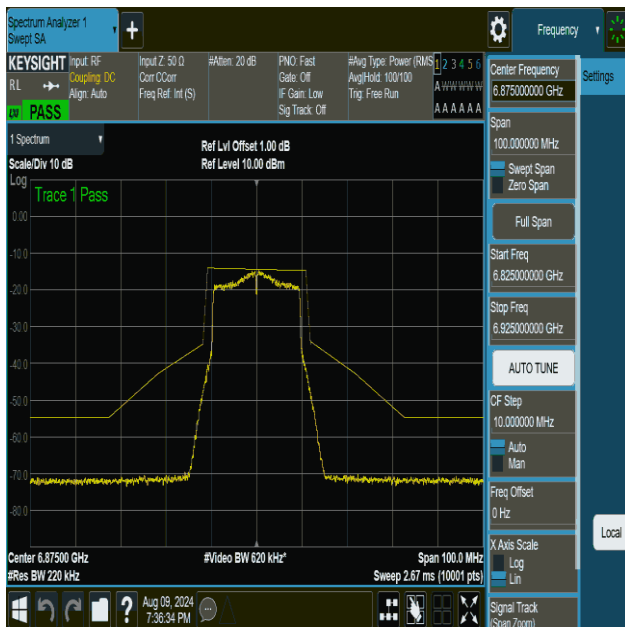 Spectrum Analyzer 1
Swept SA
+
Frequency
KEYSIGHT
RL
PASS
Input: RF
Coupling: DC
Align: Auto
Input Z: 50 Ω
Corr CCorr
Freq Ref: Int (S)
#Atten: 20 dB
PNO: Fast
Gate: Off
IF Gain: Low
Sig Track: Off
#Avg Type: Power (RMS
Avg|Hold: 100/100
Trig: Free Run
1 2 3 4 5 6
A W W W W W
A A A A A A
Center Frequency
6.875000000 GHz
Settings
Span
100.000000 MHz
Swept Span
Zero Span
Full Span
Start Freq
6.825000000 GHz
Stop Freq
6.925000000 GHz
AUTO TUNE
CF Step
10.000000 MHz
Auto
Man
Freq Offset
0 Hz
X Axis Scale
Log
Lin
Signal Track
(Span Zoom)
Local
1 Spectrum
Scale/Div 10 dB
Ref Lvl Offset 1.00 dB
Ref Level 10.00 dBm
Log
Trace 1 Pass
0.00
-10.0
-20.0
-30.0
-40.0
-50.0
-60.0
-70.0
-80.0
Center 6.87500 GHz
#Res BW 220 kHz
#Video BW 620 kHz*
Span 100.0 MHz
Sweep 2.67 ms (10001 pts)
?
Aug 09, 2024
7:36:34 PM